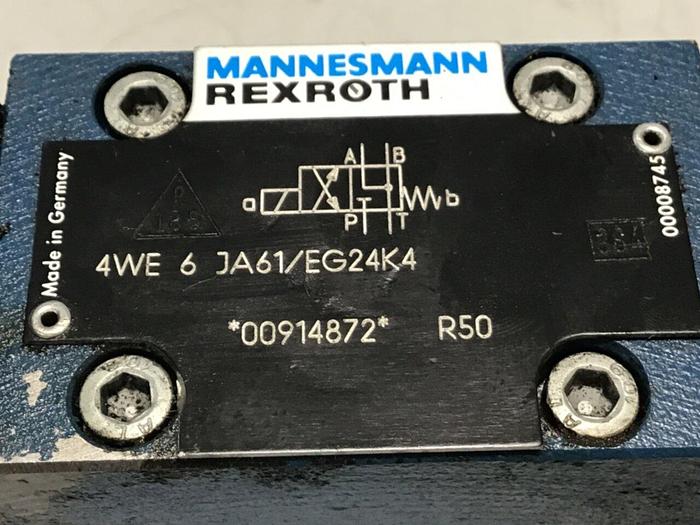 MANNESMANN
REXROTH
Made in Germany
00008745
A B
a b
P T T
4WE 6 JA61/EG24K4
*00914872* R50